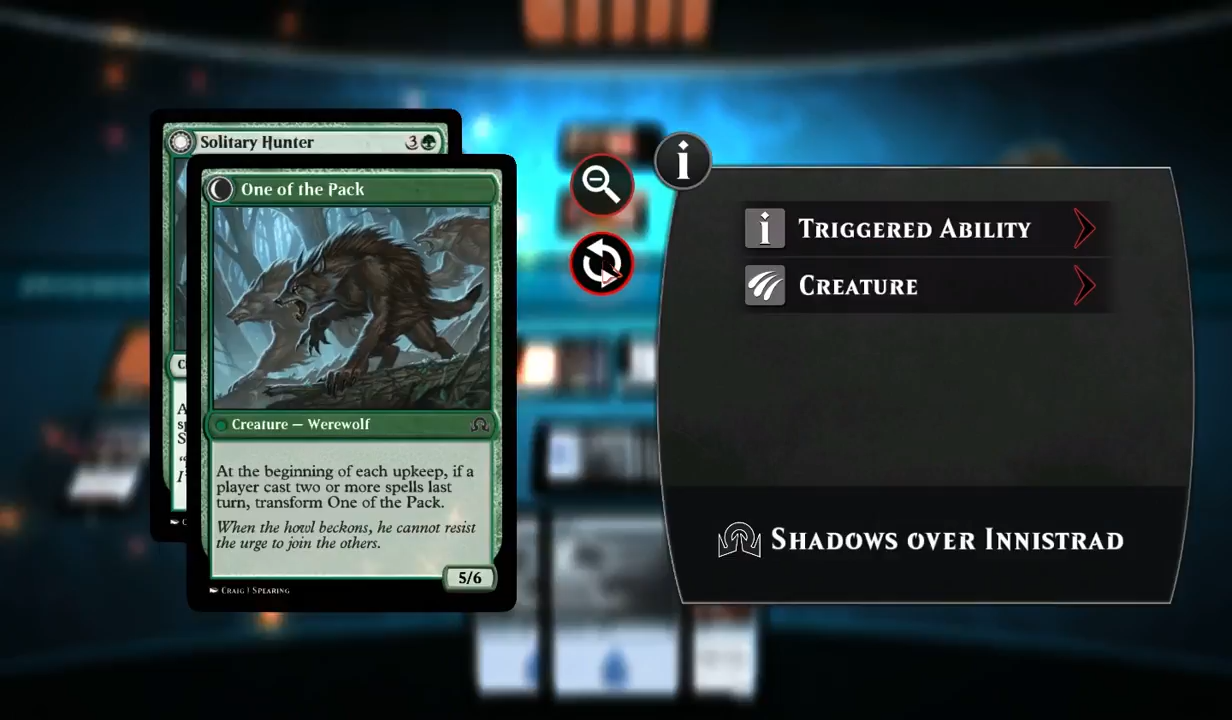 Solitary Hunter 3
One of the Pack
Creature — Werewolf
At the beginning of each upkeep, if a
player cast two or more spells last
turn, transform One of the Pack.
When the howl beckons, he cannot resist
the urge to join the others.
5/6
Craig J Spearing
i
i Triggered Ability
Creature
Shadows over Innistrad